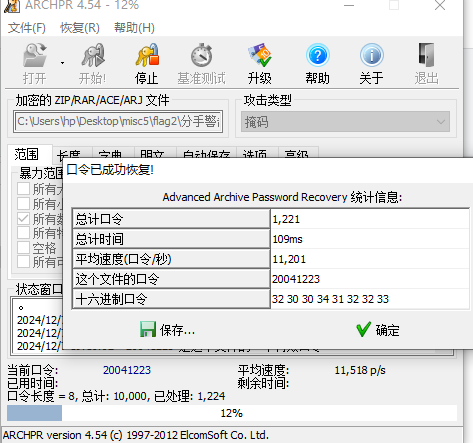 ARCHPR 4.54 - 12%
文件(F) 恢复(R) 帮助(H)
打开 开始! 停止 基准测试 升级 帮助 关于 退出
加密的 ZIP/RAR/ACE/ARJ 文件 攻击类型
C:\Users\hp\Desktop\misc5\flag2\分手警 掩码
范围 长度 字典 明文 自动保存 选项 高级
口令已成功恢复!
Advanced Archive Password Recovery 统计信息:
总计口令 1,221
总计时间 109ms
平均速度(口令/秒) 11,201
这个文件的口令 20041223
十六进制口令 32 30 30 34 31 32 32 33
保存... 确定
暴力范围
所有
所有
所有数
所有特
空格
所有可
状态窗口
2024/12/
2024/12/
2024/12/
当前口令: 20041223 平均速度: 11,518 p/s
已用时间: 剩余时间:
口令长度 = 8, 总计: 10,000, 已处理: 1,224
12%
ARCHPR version 4.54 (c) 1997-2012 ElcomSoft Co. Ltd.